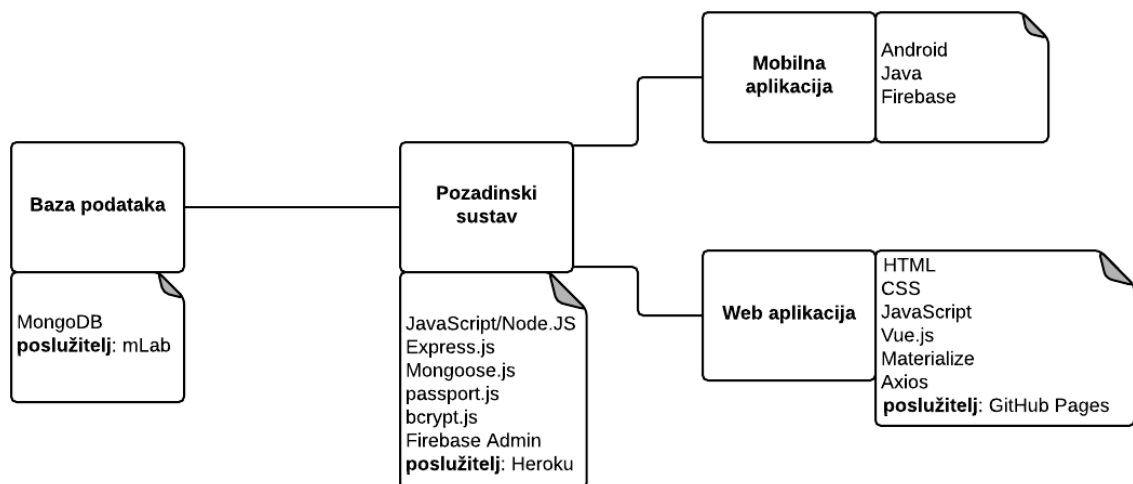 Baza podataka
MongoDB
poslužitelj: mLab
Pozadinski
sustav
JavaScript/Node.JS
Express.js
Mongoose.js
passport.js
bcrypt.js
Firebase Admin
poslužitelj: Heroku
Mobilna
aplikacija
Android
Java
Firebase
Web aplikacija
HTML
CSS
JavaScript
Vue.js
Materialize
Axios
poslužitelj: GitHub Pages